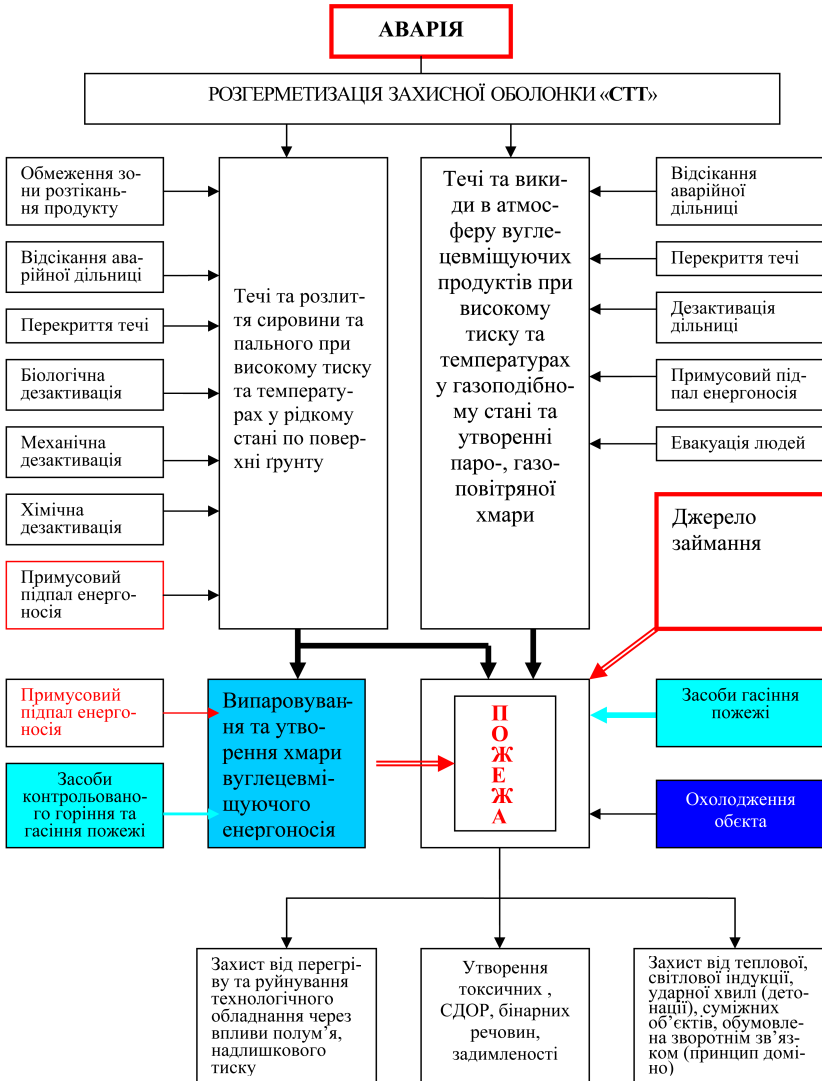 АВАРІЯ
РОЗГЕРМЕТИЗАЦІЯ ЗАХИСНОЇ ОБОЛОНКИ «СТТ»
Обмеження зо-
ни розтікань-
ня продукту
Відсікання ава-
рійної дільниці
Перекриття течі
Біологічна
дезактивація
Механічна
дезактивація
Хімічна
дезактивація
Примусовий
підпал енерго-
носія
Течі та розлит-
тя сировини та
пального при
високому тиску
та температу-
рах у рідкому
стані по повер-
хні ґрунту
Течі та вики-
ди в атмос-
феру вугле-
цевміщуючих
продуктів при
високому
тиску та
температурах
у газоподібно-
му стані та
утворенні
паро-, газо-
повітряної
хмари
Відсікання
аварійної
дільниці
Перекриття течі
Дезактивація
дільниці
Примусовий під-
пал енергоносія
Евакуація людей
Джерело
займання
Примусовий
підпал енерго-
носія
Засоби
контрольовано-
го горіння та
гасіння пожежі
Випаровуван-
ня та утво-
рення хмари
вуглецевмі-
щуючого
енергоносія
П
О
Ж
Е
Ж
А
Засоби гасіння
пожежі
Охолодження
обєкта
Захист від перегрі-
ву та руйнування
технологічного
обладнання через
впливи полум’я,
надлишкового
тиску
Утворення
токсичних ,
СДОР, бінарних
речовин,
задимленості
Захист від теплової,
світлової індукції,
ударної хвилі (дето-
нації), суміжних
об’єктів, обумовле-
на зворотнім зв’яз-
ком (принцип домі-
но)